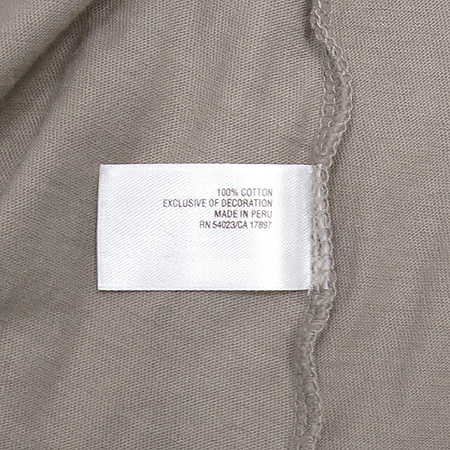 100% COTTON
EXCLUSIVE OF DECORATION
MADE IN PERU
RN 54023/CA 17897